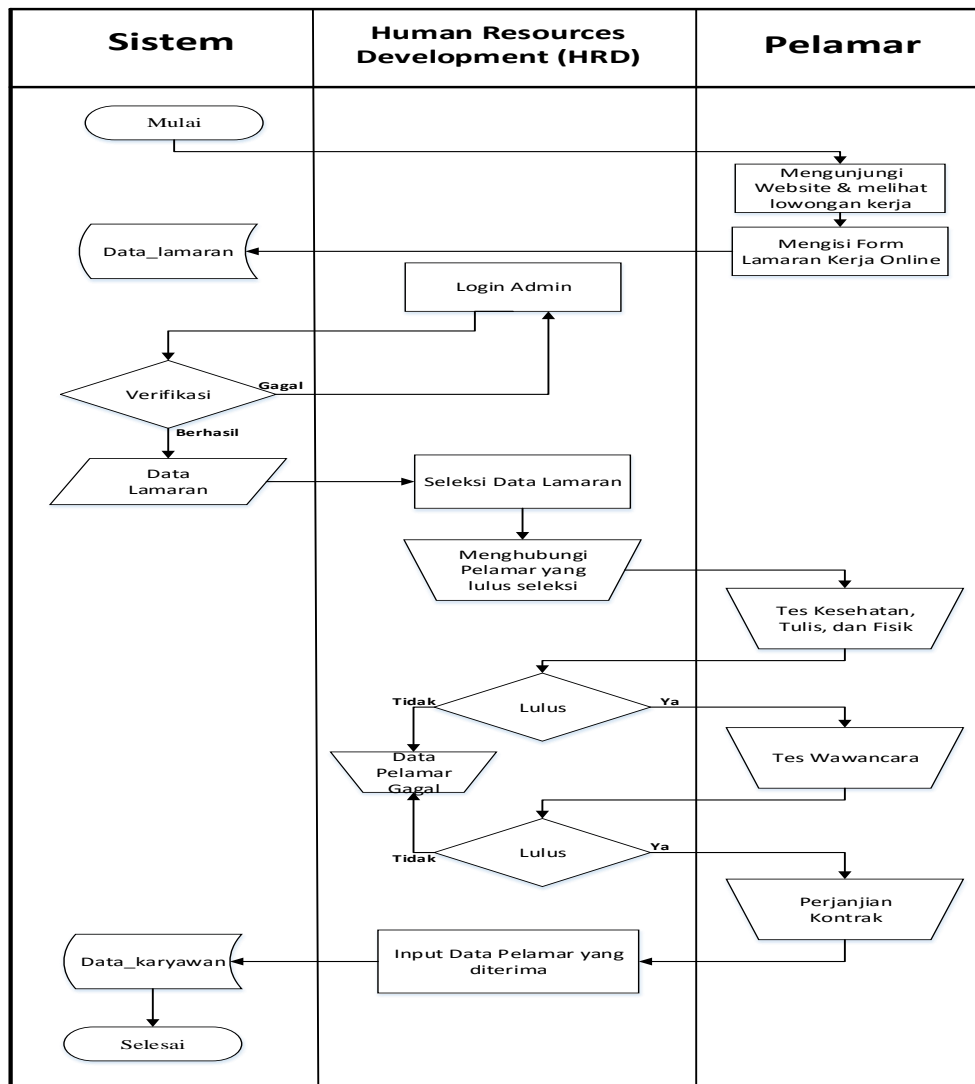 Sistem
Human Resources
Development (HRD)
Pelamar
Mulai
Mengunjungi
Website & melihat
lowongan kerja
Data_lamaran
Mengisi Form
Lamaran Kerja Online
Login Admin
Verifikasi
Gagal
Berhasil
Data
Lamaran
Seleksi Data Lamaran
Menghubungi
Pelamar yang
lulus seleksi
Tes Kesehatan,
Tulis, dan Fisik
Tidak
Lulus
Ya
Data
Pelamar
Gagal
Tes Wawancara
Tidak
Lulus
Ya
Perjanjian
Kontrak
Data_karyawan
Input Data Pelamar yang
diterima
Selesai